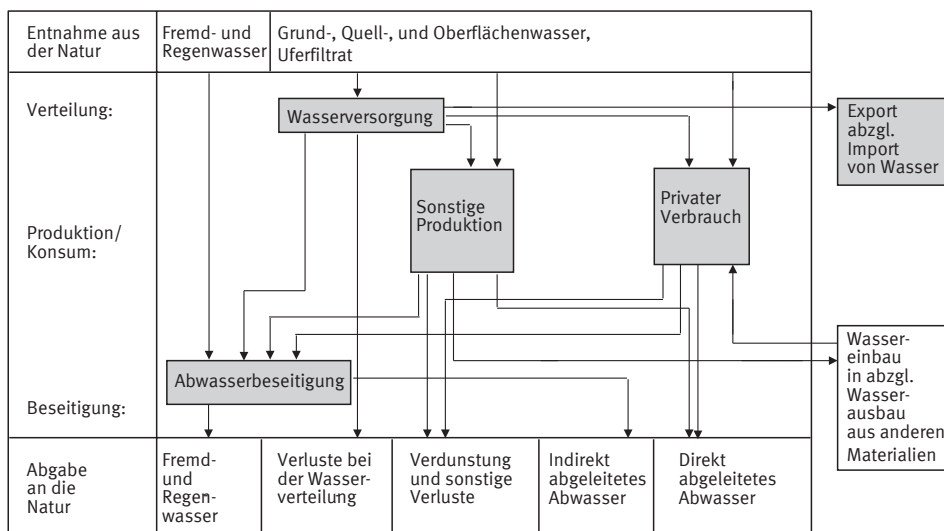 Entnahme aus
der Natur
Fremd- und
Regenwasser
Grund-, Quell-, und Oberflächenwasser,
Uferfiltrat
Verteilung:
Wasserversorgung
Export
abzgl.
Import
von Wasser
Produktion/
Konsum:
Sonstige
Produktion
Privater
Verbrauch
Wasser-
einbau
in abzgl.
Wasser-
ausbau
aus anderen
Materialien
Abwasserbeseitigung
Beseitigung:
Abgabe
an die
Natur
Fremd-
und
Regen-
wasser
Verluste bei
der Wasser-
verteilung
Verdunstung
und sonstige
Verluste
Indirekt
abgeleitetes
Abwasser
Direkt
abgeleitetes
Abwasser